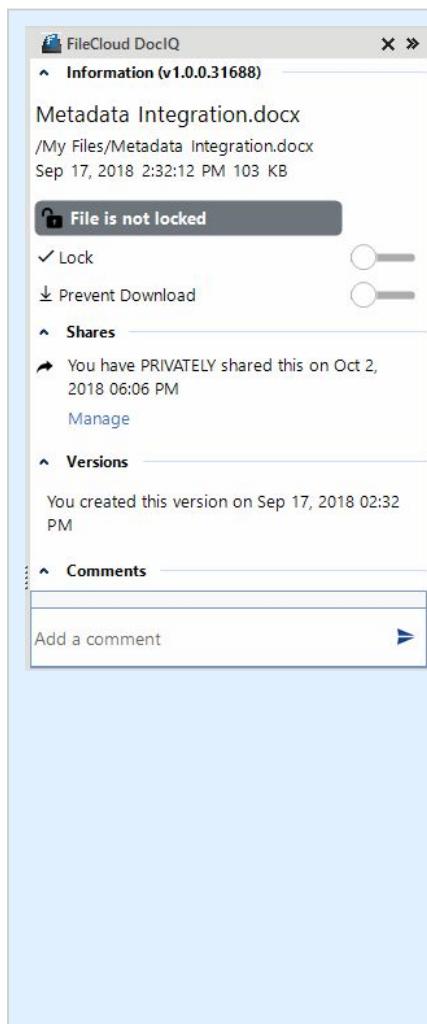 FileCloud DocIQ
Information (v1.0.0.31688)
Metadata Integration.docx
/My Files/Metadata Integration.docx
Sep 17, 2018 2:32:12 PM 103 KB
File is not locked
Lock
Prevent Download
Shares
You have PRIVATELY shared this on Oct 2,
2018 06:06 PM
Manage
Versions
You created this version on Sep 17, 2018 02:32
PM
Comments
Add a comment